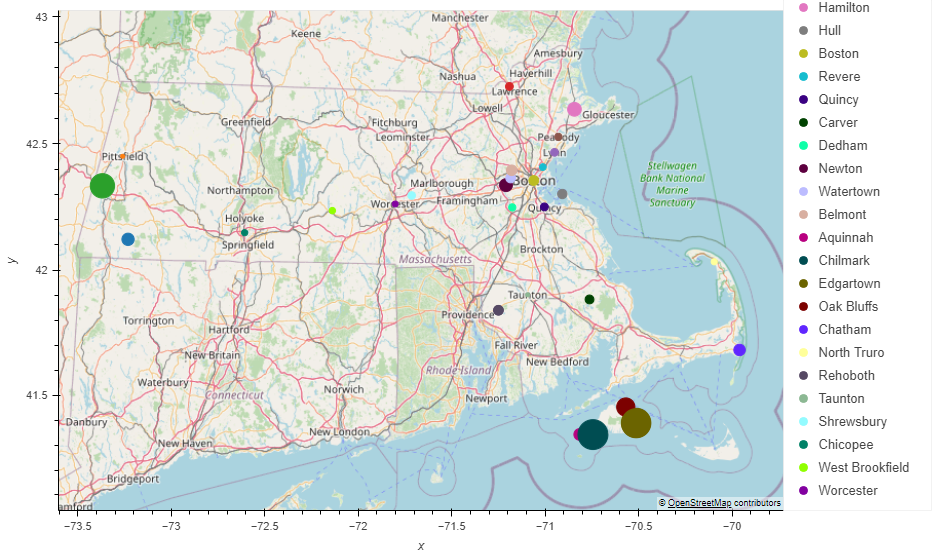 43
42.5
42
41.5
y
−73.5
−73
−72.5
−72
−71.5
−71
−70.5
−70
x
Manchester
Keene
Amesbury
Nashua
Haverhill
Lawrence
Lowell
Gloucester
Greenfield
Fitchburg
Leominster
Peabody
Lynn
Pittsfield
Stellwagen
Bank National
Marine
Sanctuary
Boston
Northampton
Marlborough
Worcester
Framingham
Quincy
Holyoke
Springfield
Brockton
Massachusetts
Taunton
Torrington
Providence
Hartford
Fall River
New Britain
New Bedford
Rhode Island
Waterbury
Norwich
Connecticut
Newport
Danbury
New London
New Haven
Bridgeport
amford
© OpenStreetMap contributors
Hamilton
Hull
Boston
Revere
Quincy
Carver
Dedham
Newton
Watertown
Belmont
Aquinnah
Chilmark
Edgartown
Oak Bluffs
Chatham
North Truro
Rehoboth
Taunton
Shrewsbury
Chicopee
West Brookfield
Worcester